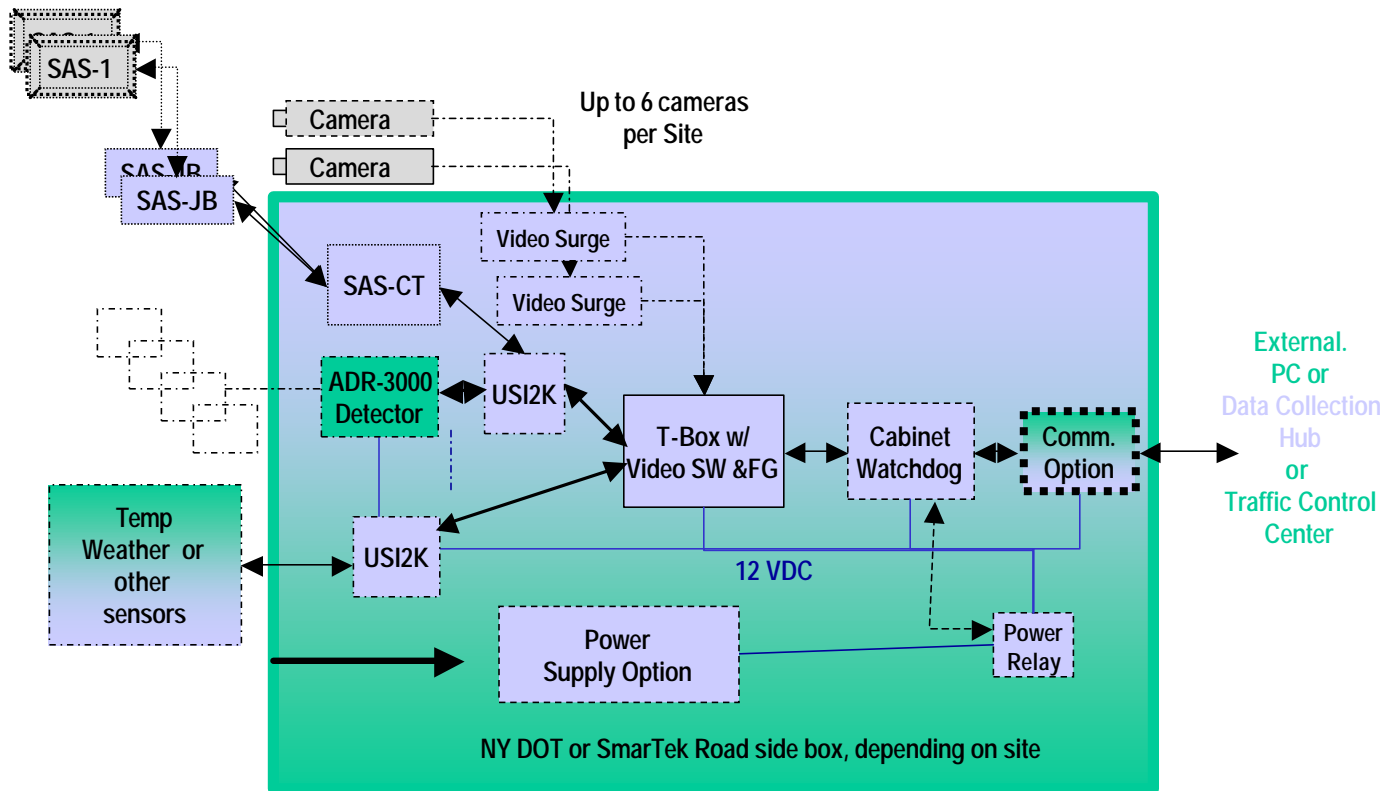 SAS-1
Camera
Up to 6 cameras
per Site
Camera
SAS-JB
SAS-JB
Video Surge
SAS-CT
Video Surge
ADR-3000
Detector
USI2K
T-Box w/
Video SW &FG
Cabinet
Watchdog
Comm.
Option
External.
PC or
Data Collection
Hub
or
Traffic Control
Center
Temp
Weather or
other
sensors
USI2K
12 VDC
Power
Supply Option
Power
Relay
NY DOT or SmarTek Road side box, depending on site